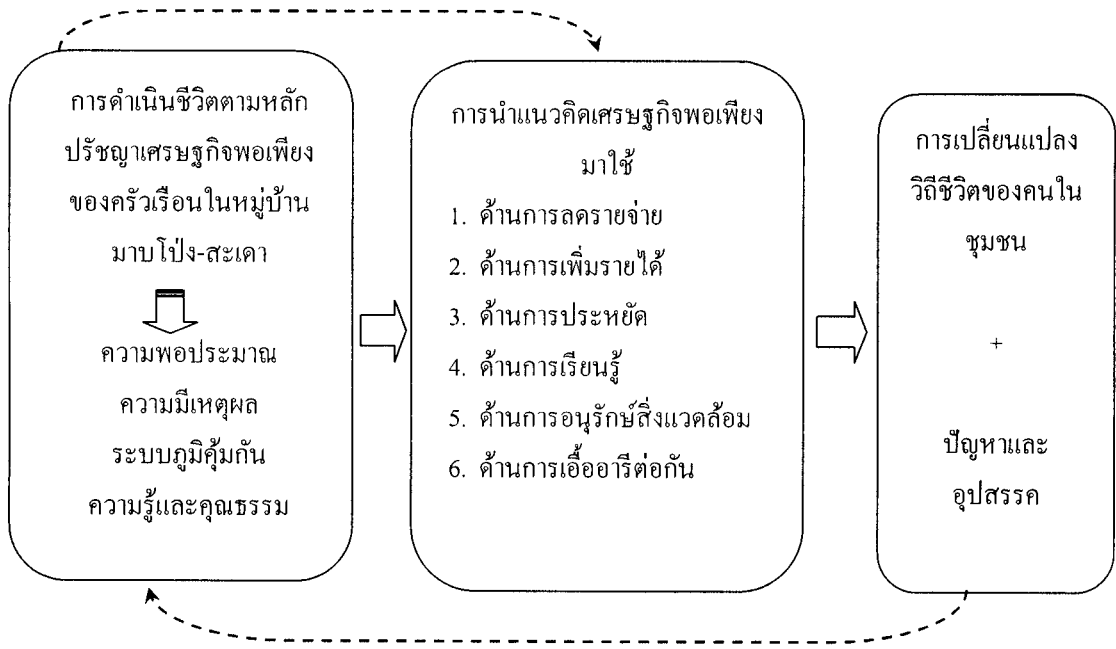 การดำเนินชีวิตตามหลัก
ปรัชญาเศรษฐกิจพอเพียง
ของครัวเรือนในหมู่บ้าน
มาบโป่ง-สะเดา
ความพอประมาณ
ความมีเหตุผล
ระบบภูมิคุ้มกัน
ความรู้และคุณธรรม
การนำแนวคิดเศรษฐกิจพอเพียง
มาใช้
1. ด้านการลดรายจ่าย
2. ด้านการเพิ่มรายได้
3. ด้านการประหยัด
4. ด้านการเรียนรู้
5. ด้านการอนุรักษ์สิ่งแวดล้อม
6. ด้านการเอื้ออารีต่อกัน
การเปลี่ยนแปลง
วิถีชีวิตของคนใน
ชุมชน
+
ปัญหาและ
อุปสรรค